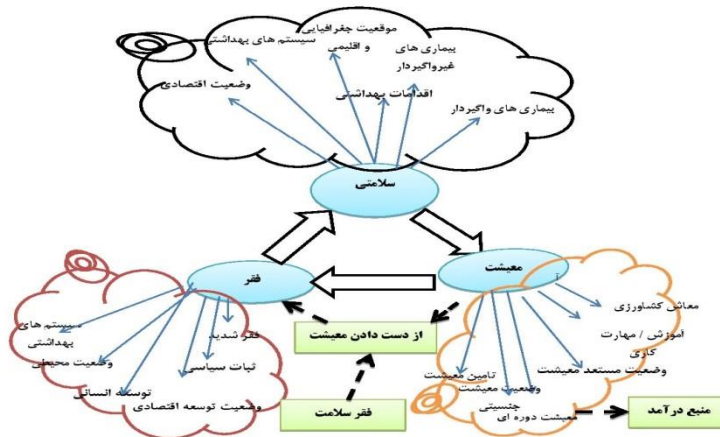 موقعیت جغرافیایی
و اقلیمی
سیستم های بهداشتی
پیماری های
غیرواگیردار
وضعیت اقتصادی
اقدامات بهداشتی
پیماری های واگیردار
سلامتی
فقر
معیشت
آ
سیستم های
بهداشتی
فقر شدید
وضعیت محیطی
ثبات سیاسی
توسعه انسانی
وضعیت توسعه اقتصادی
از دست دادن معیشت
فقر سلامت
معاش کشاورزی
آموزش / مهارت
کاری
وضعیت مستعد معیشت
تامین معیشت
وضعیت معیشت
جنسیتی
معیشت دوره ای
منبع درآمد